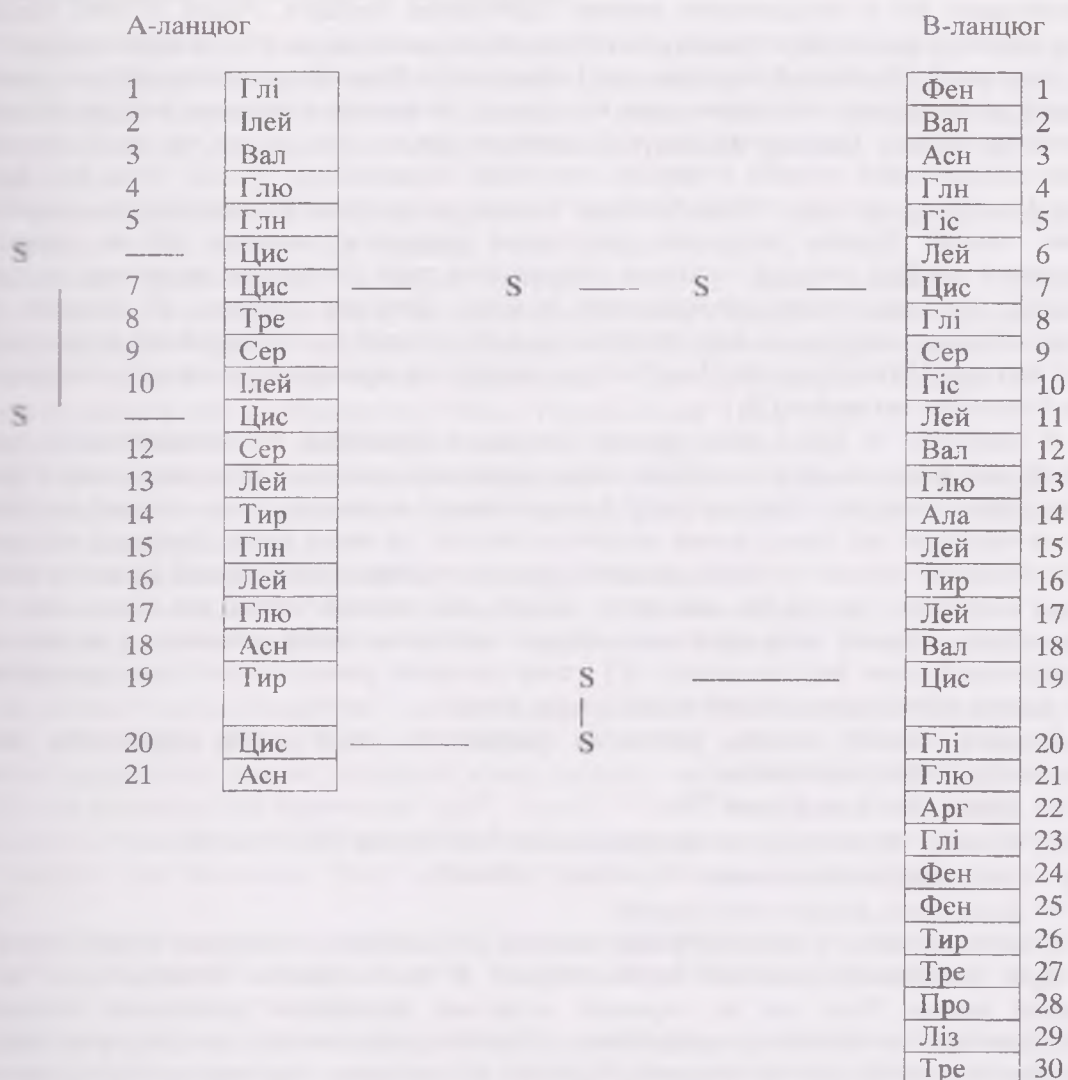 А-ланцюг В-ланцюг
1 Глі Фен 1
2 Ілей Вал 2
3 Вал Асн 3
4 Глю Глн 4
5 Глн Гіс 5
S Цис Лей 6
7 Цис S S Цис 7
8 Тре Глі 8
9 Сер Сер 9
10 Ілей Гіс 10
S Цис Лей 11
12 Сер Вал 12
13 Лей Глю 13
14 Тир Ала 14
15 Глн Лей 15
16 Лей Тир 16
17 Глю Лей 17
18 Асн Вал 18
19 Тир S Цис 19
20 Цис S Глі 20
21 Асн Глю 21
Арг 22
Глі 23
Фен 24
Фен 25
Тир 26
Тре 27
Про 28
Ліз 29
Тре 30